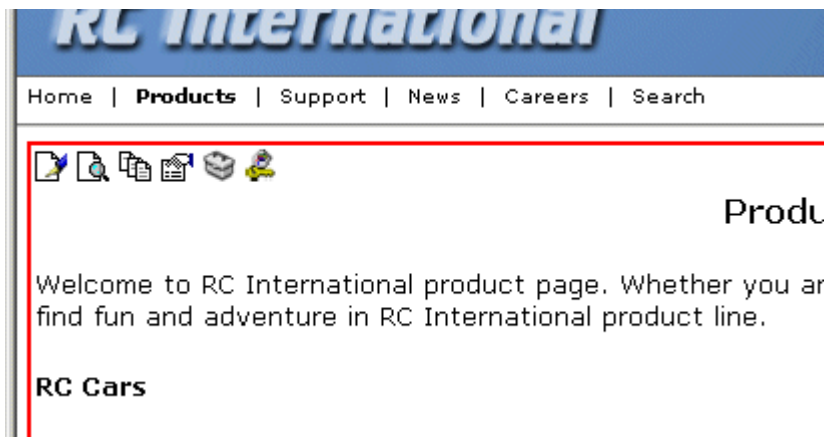 RC International
Home | Products | Support | News | Careers | Search
Produ
Welcome to RC International product page. Whether you ar
find fun and adventure in RC International product line.
RC Cars